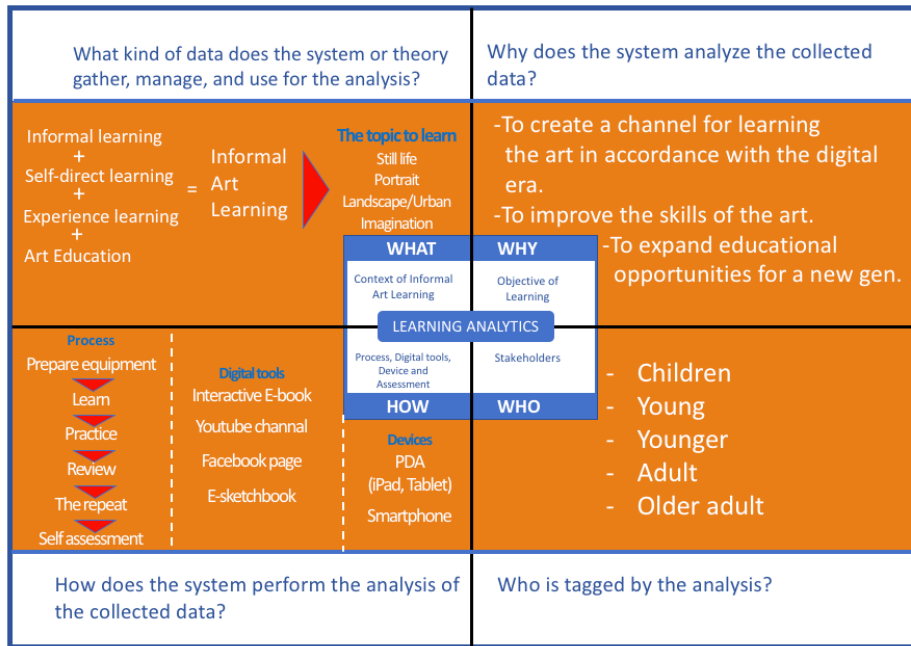 What kind of data does the system or theory
gather, manage, and use for the analysis?
Why does the system analyze the collected
data?
Informal learning
+
Self-direct learning
+
Experience learning
+
Art Education
=
Informal
Art
Learning
The topic to learn
Still life
Portrait
Landscape/Urban
Imagination
-To create a channel for learning
the art in accordance with the digital
era.
-To improve the skills of the art.
-To expand educational
opportunities for a new gen.
WHAT
WHY
Context of Informal
Art Learning
Objective of
Learning
LEARNING ANALYTICS
Process, Digital tools,
Device and
Assessment
Stakeholders
HOW
WHO
Process
Prepare equipment
Learn
Practice
Review
The repeat
Self assessment
Digital tools
Interactive E-book
Youtube channal
Facebook page
E-sketchbook
Devices
PDA
(iPad, Tablet)
Smartphone
- Children
- Young
- Younger
- Adult
- Older adult
How does the system perform the analysis of
the collected data?
Who is tagged by the analysis?